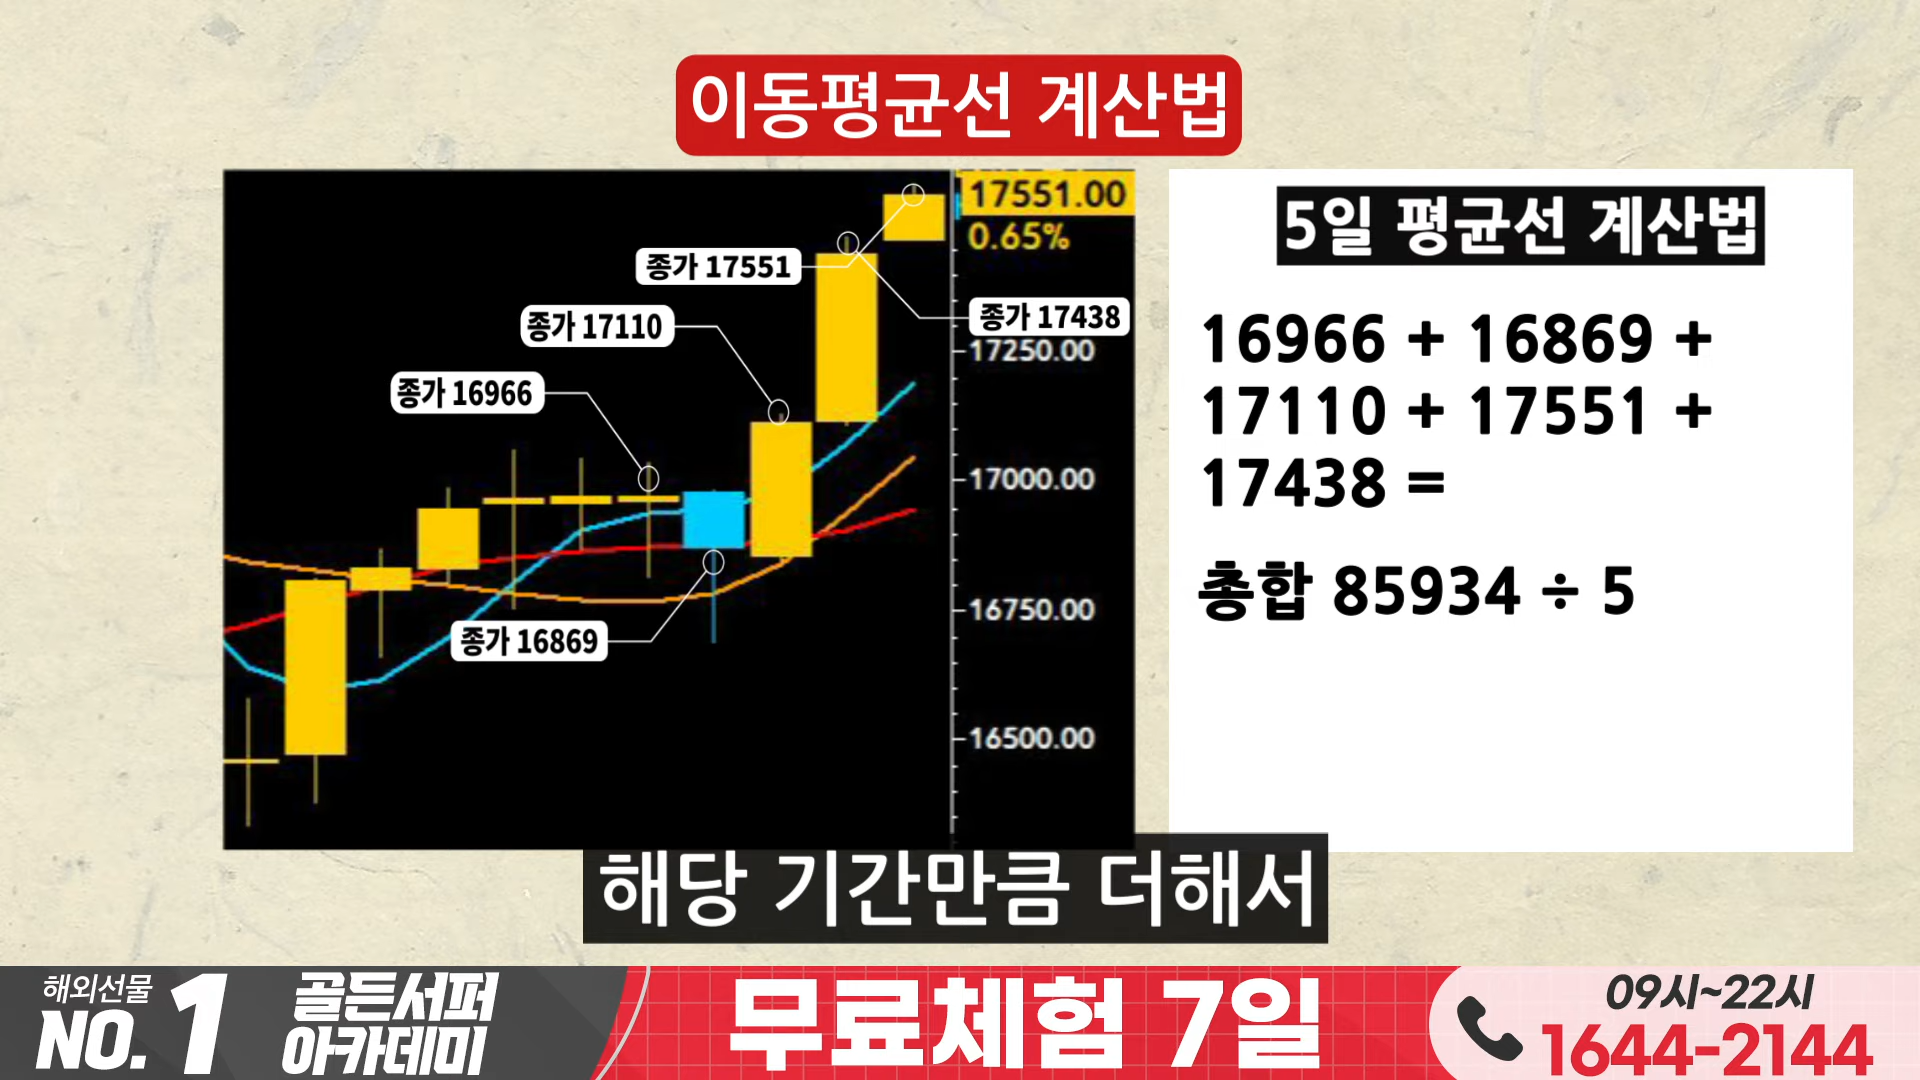 이동평균선 계산법
17551.00
0.65%
종가 17551
종가 17438
종가 17110
17250.00
종가 16966
17000.00
16750.00
종가 16869
16500.00
5일 평균선 계산법
16966 + 16869 +
17110 + 17551 +
17438 =
총합 85934 ÷ 5
해당 기간만큼 더해서
해외선물
NO. 1
골든서퍼
아카데미
무료체험 7일
09시~22시
1644-2144